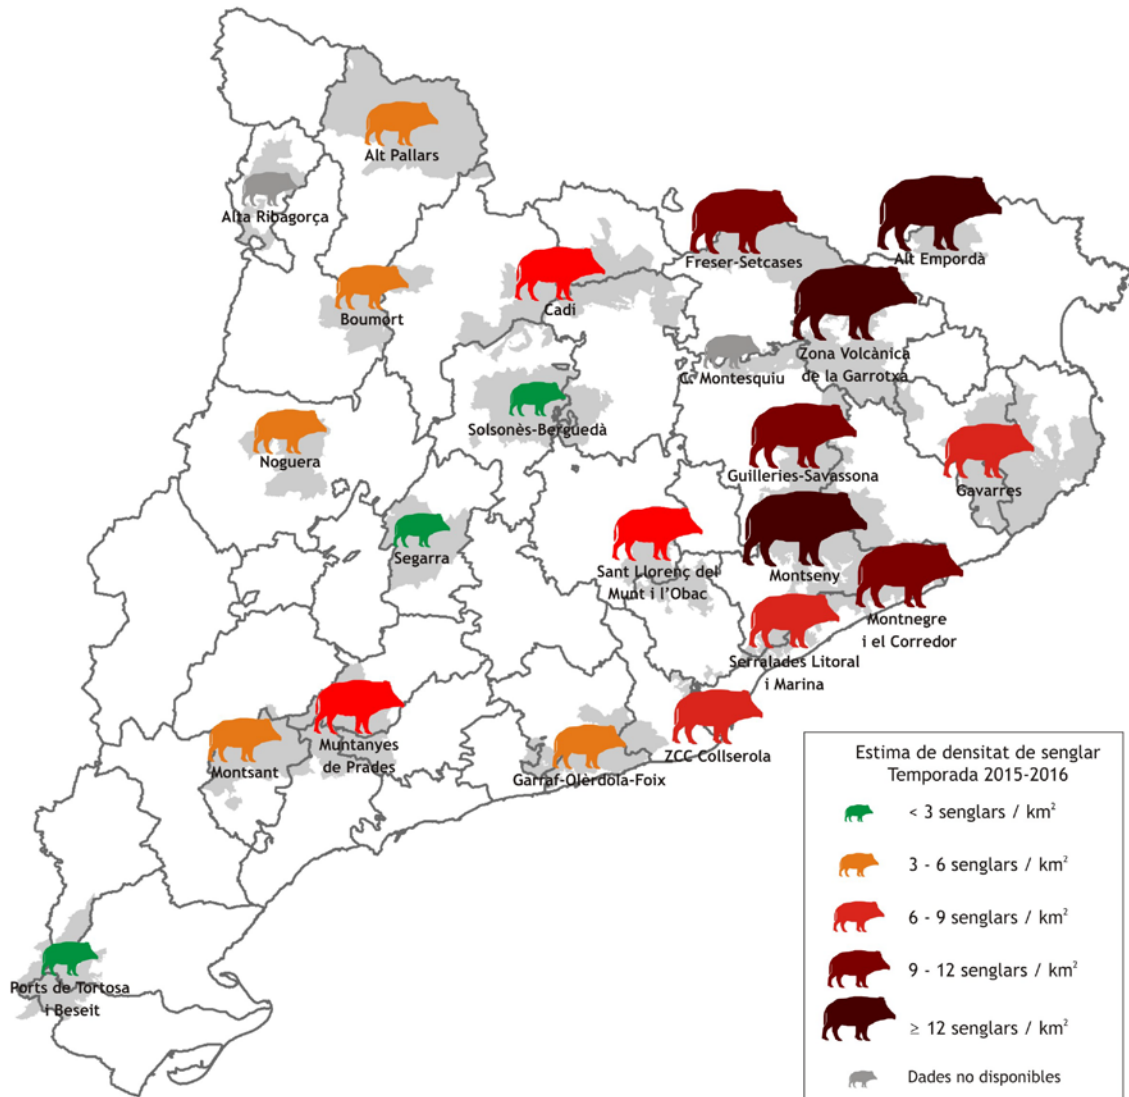 Alt Pallars
Alta Ribagorça
Freser-Setcases
Alt Empordà
Boumort
Cadí
C. Montesquiu
Zona Volcànica
de la Garrotxa
Solsonès-Berguedà
Noguera
Guilleries-Savassona
Gavarres
Segarra
Sant Llorenç del
Munt i l'Obac
Montseny
Montnegre
i el Corredor
Serralades Litoral
i Marina
Montsant
Muntanyes
de Prades
Garraf-Olèrdola-Foix
ZCC Collserola
Ports de Tortosa
i Beseit
Estima de densitat de senglar
Temporada 2015-2016
< 3 senglars / km²
3 - 6 senglars / km²
6 - 9 senglars / km²
9 - 12 senglars / km²
≥ 12 senglars / km²
Dades no disponibles